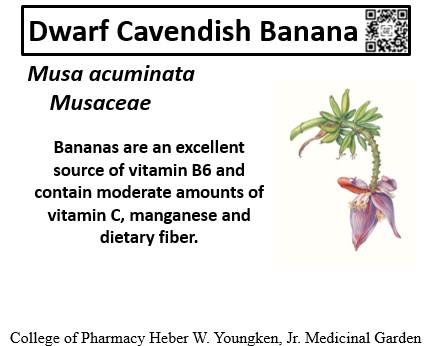 Dwarf Cavendish Banana
Musa acuminata
Musaceae
Bananas are an excellent
source of vitamin B6 and
contain moderate amounts of
vitamin C, manganese and
dietary fiber.
College of Pharmacy Heber W. Youngken, Jr. Medicinal Garden